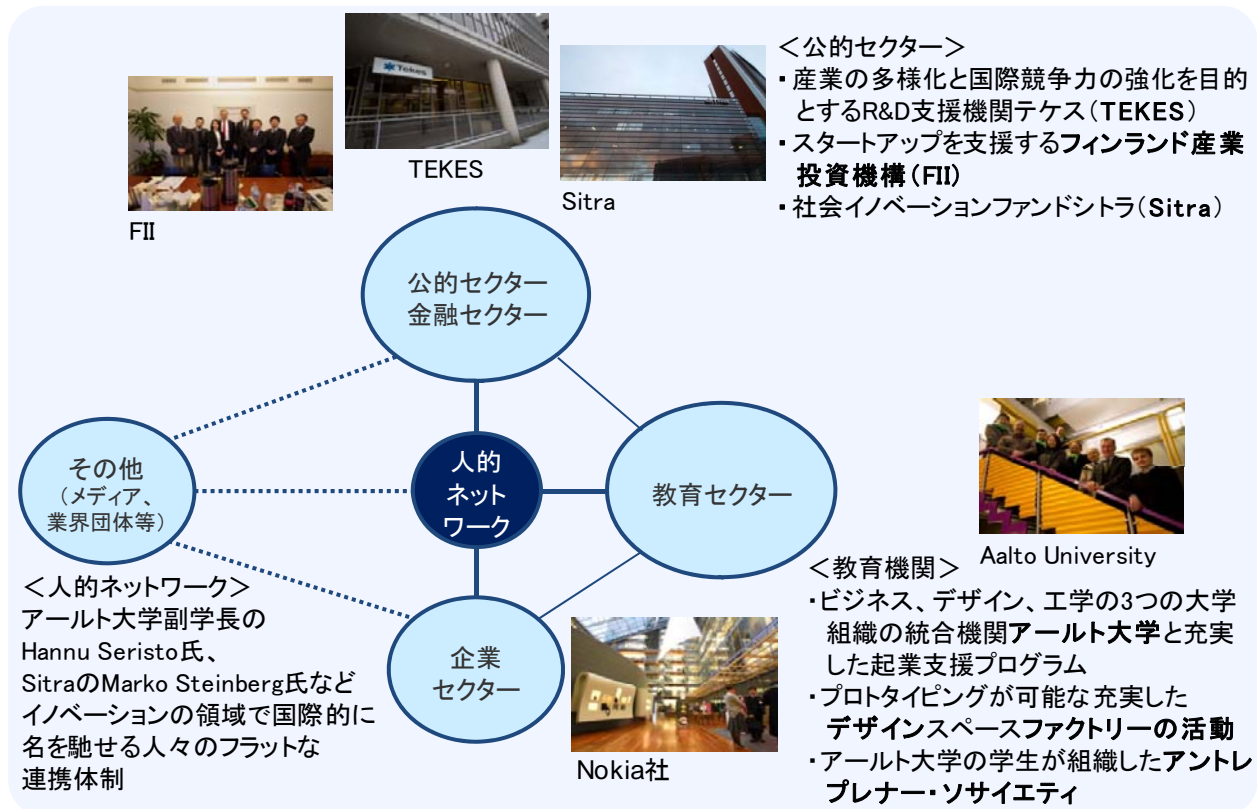 TEKES
Sitra
FII
＜公的セクター＞
・産業の多様化と国際競争力の強化を目的
とするR&D支援機関テケス（TEKES）
・スタートアップを支援するフィンランド産業
投資機構（FII）
・社会イノベーションファンドシトラ（Sitra）
Tekes
公的セクター
金融セクター
その他
（メディア、
業界団体等）
人的
ネット
ワーク
教育セクター
企業
セクター
Aalto University
＜人的ネットワーク＞
アールト大学副学長の
Hannu Seristo氏、
SitraのMarko Steinberg氏など
イノベーションの領域で国際的に
名を馳せる人々のフラットな
連携体制
Nokia社
＜教育機関＞
・ビジネス、デザイン、工学の3つの大学
組織の統合機関アールト大学と充実
した起業支援プログラム
・プロトタイピングが可能な充実した
デザインスペースファクトリーの活動
・アールト大学の学生が組織したアントレ
プレナー・ソサイエティ